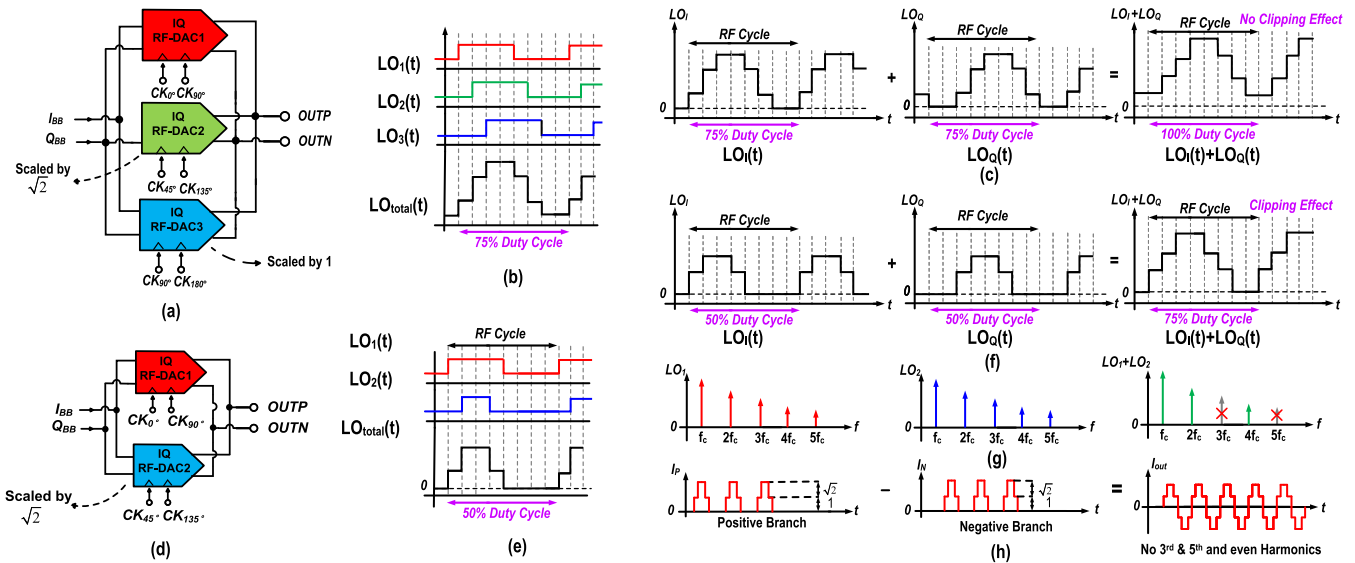 IQ
RF-DAC1
CK0° CK90°
IBB
QBB
IQ
RF-DAC2
OUTP
OUTN
Scaled by
√2
CK45° CK135°
IQ
RF-DAC3
Scaled by 1
CK90° CK180°
(a)
LO1(t)
LO2(t)
LO3(t)
LOtotal(t)
75% Duty Cycle
(b)
LOI
RF Cycle
0
t
75% Duty Cycle
LOI(t)
+
LOQ
RF Cycle
0
t
75% Duty Cycle
LOQ(t)
=
LOI+LOQ
No Clipping Effect
RF Cycle
0
t
100% Duty Cycle
LOI(t)+LOQ(t)
(c)
IQ
RF-DAC1
CK0° CK90°
IBB
QBB
OUTP
OUTN
IQ
RF-DAC2
Scaled by
√2
CK45° CK135°
(d)
LO1(t)
RF Cycle
LO2(t)
LOtotal(t)
0
50% Duty Cycle
(e)
LOI
RF Cycle
0
t
50% Duty Cycle
LOI(t)
+
LOQ
RF Cycle
0
t
50% Duty Cycle
LOQ(t)
=
LOI+LOQ
Clipping Effect
RF Cycle
0
t
75% Duty Cycle
LOI(t)+LOQ(t)
(f)
LO1
fc 2fc 3fc 4fc 5fc
f
LO2
fc 2fc 3fc 4fc 5fc
f
LO1+LO2
fc 2fc 3fc 4fc 5fc
f
(g)
IP
0
√2
1
t
Positive Branch
−
IN
0
√2
1
t
Negative Branch
=
Iout
0
t
No 3rd & 5th and even Harmonics
(h)